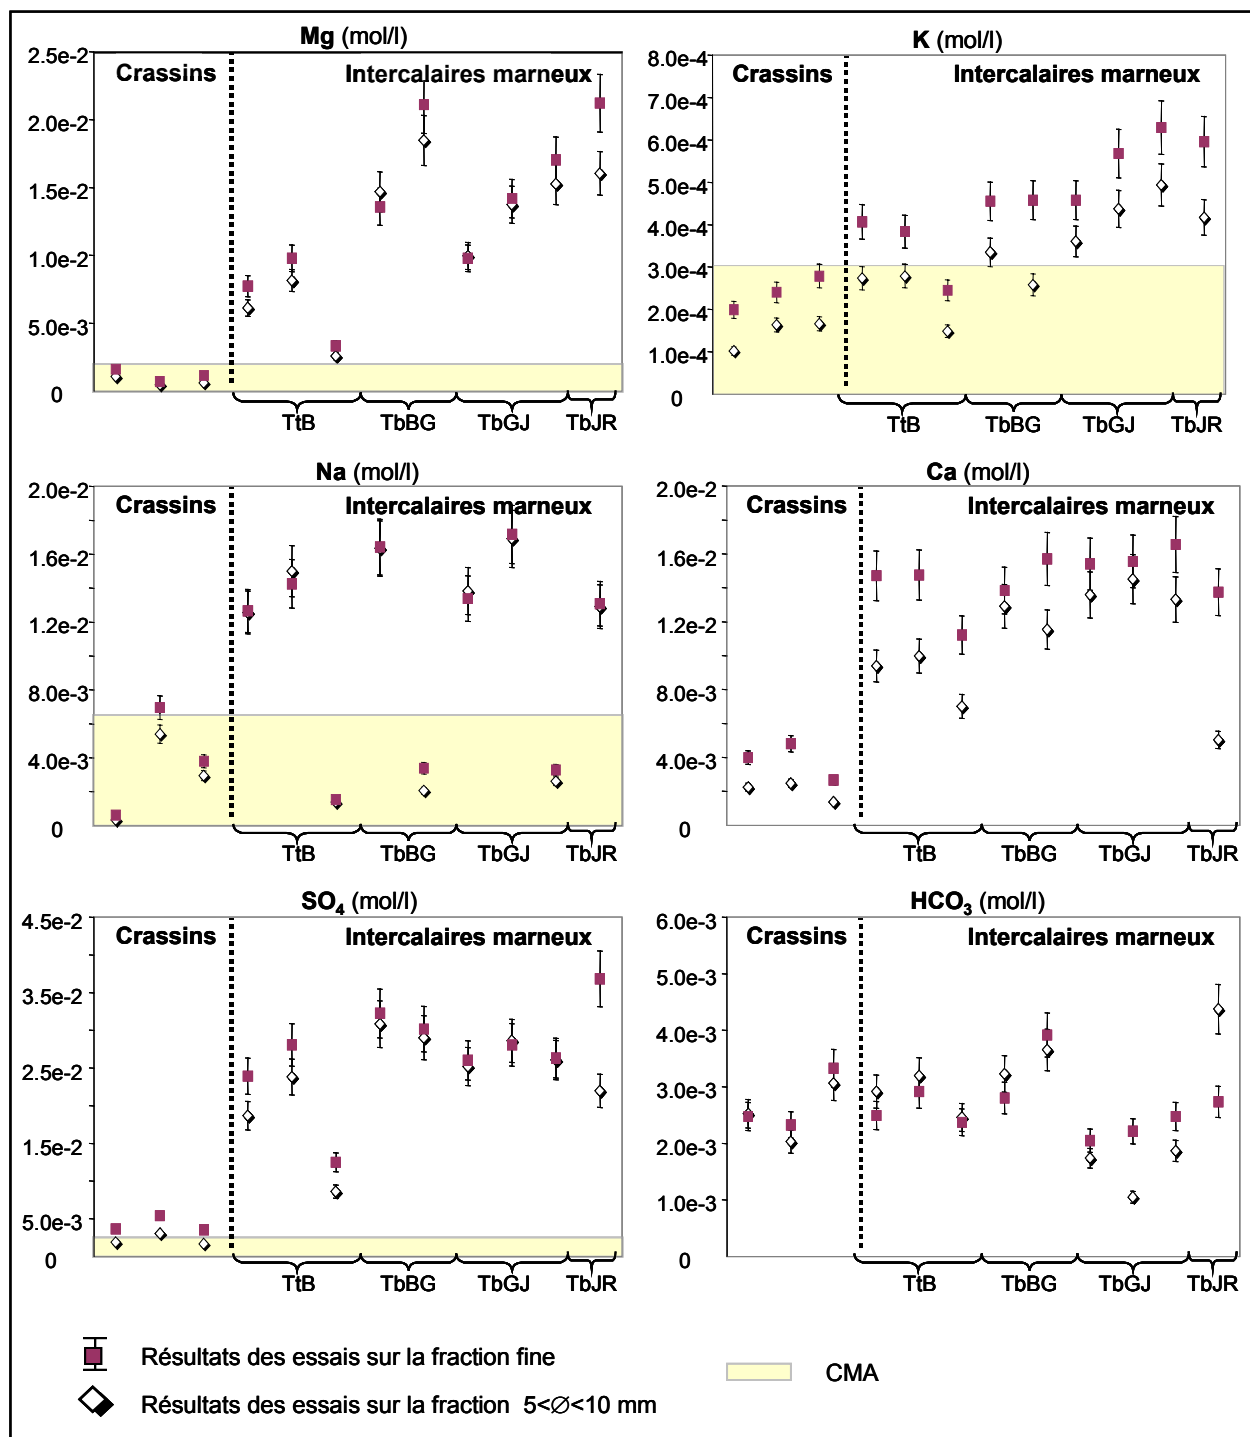 Mg (mol/l)
Crassins
Intercalaires marneux
2.5e-2
2.0e-2
1.5e-2
1.0e-2
5.0e-3
0
TtB
TbBG
TbGJ
TbJR
K (mol/l)
Crassins
Intercalaires marneux
8.0e-4
7.0e-4
6.0e-4
5.0e-4
4.0e-4
3.0e-4
2.0e-4
1.0e-4
0
TtB
TbBG
TbGJ
TbJR
Na (mol/l)
Crassins
Intercalaires marneux
2.0e-2
1.6e-2
1.2e-2
8.0e-3
4.0e-3
0
TtB
TbBG
TbGJ
TbJR
Ca (mol/l)
Crassins
Intercalaires marneux
2.0e-2
1.6e-2
1.2e-2
8.0e-3
4.0e-3
0
TtB
TbBG
TbGJ
TbJR
SO₄ (mol/l)
Crassins
Intercalaires marneux
4.5e-2
3.5e-2
2.5e-2
1.5e-2
5.0e-3
0
TtB
TbBG
TbGJ
TbJR
HCO₃ (mol/l)
Crassins
Intercalaires marneux
6.0e-3
5.0e-3
4.0e-3
3.0e-3
2.0e-3
1.0e-3
0
TtB
TbBG
TbGJ
TbJR
Résultats des essais sur la fraction fine
CMA
Résultats des essais sur la fraction 5<∅<10 mm